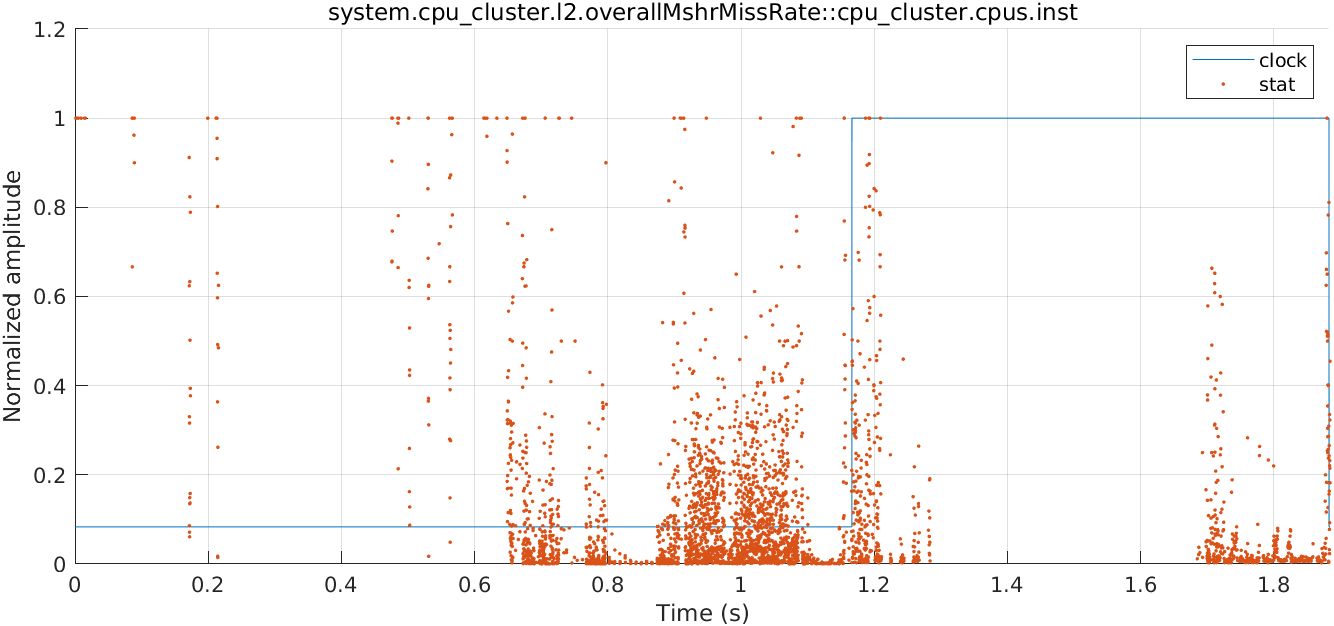 system.cpu_cluster.l2.overallMshrMissRate::cpu_cluster.cpus.inst
1.2
clock
stat
1
0.8
0.6
0.4
0.2
0
Normalized amplitude
0 0.2 0.4 0.6 0.8 1 1.2 1.4 1.6 1.8
Time (s)